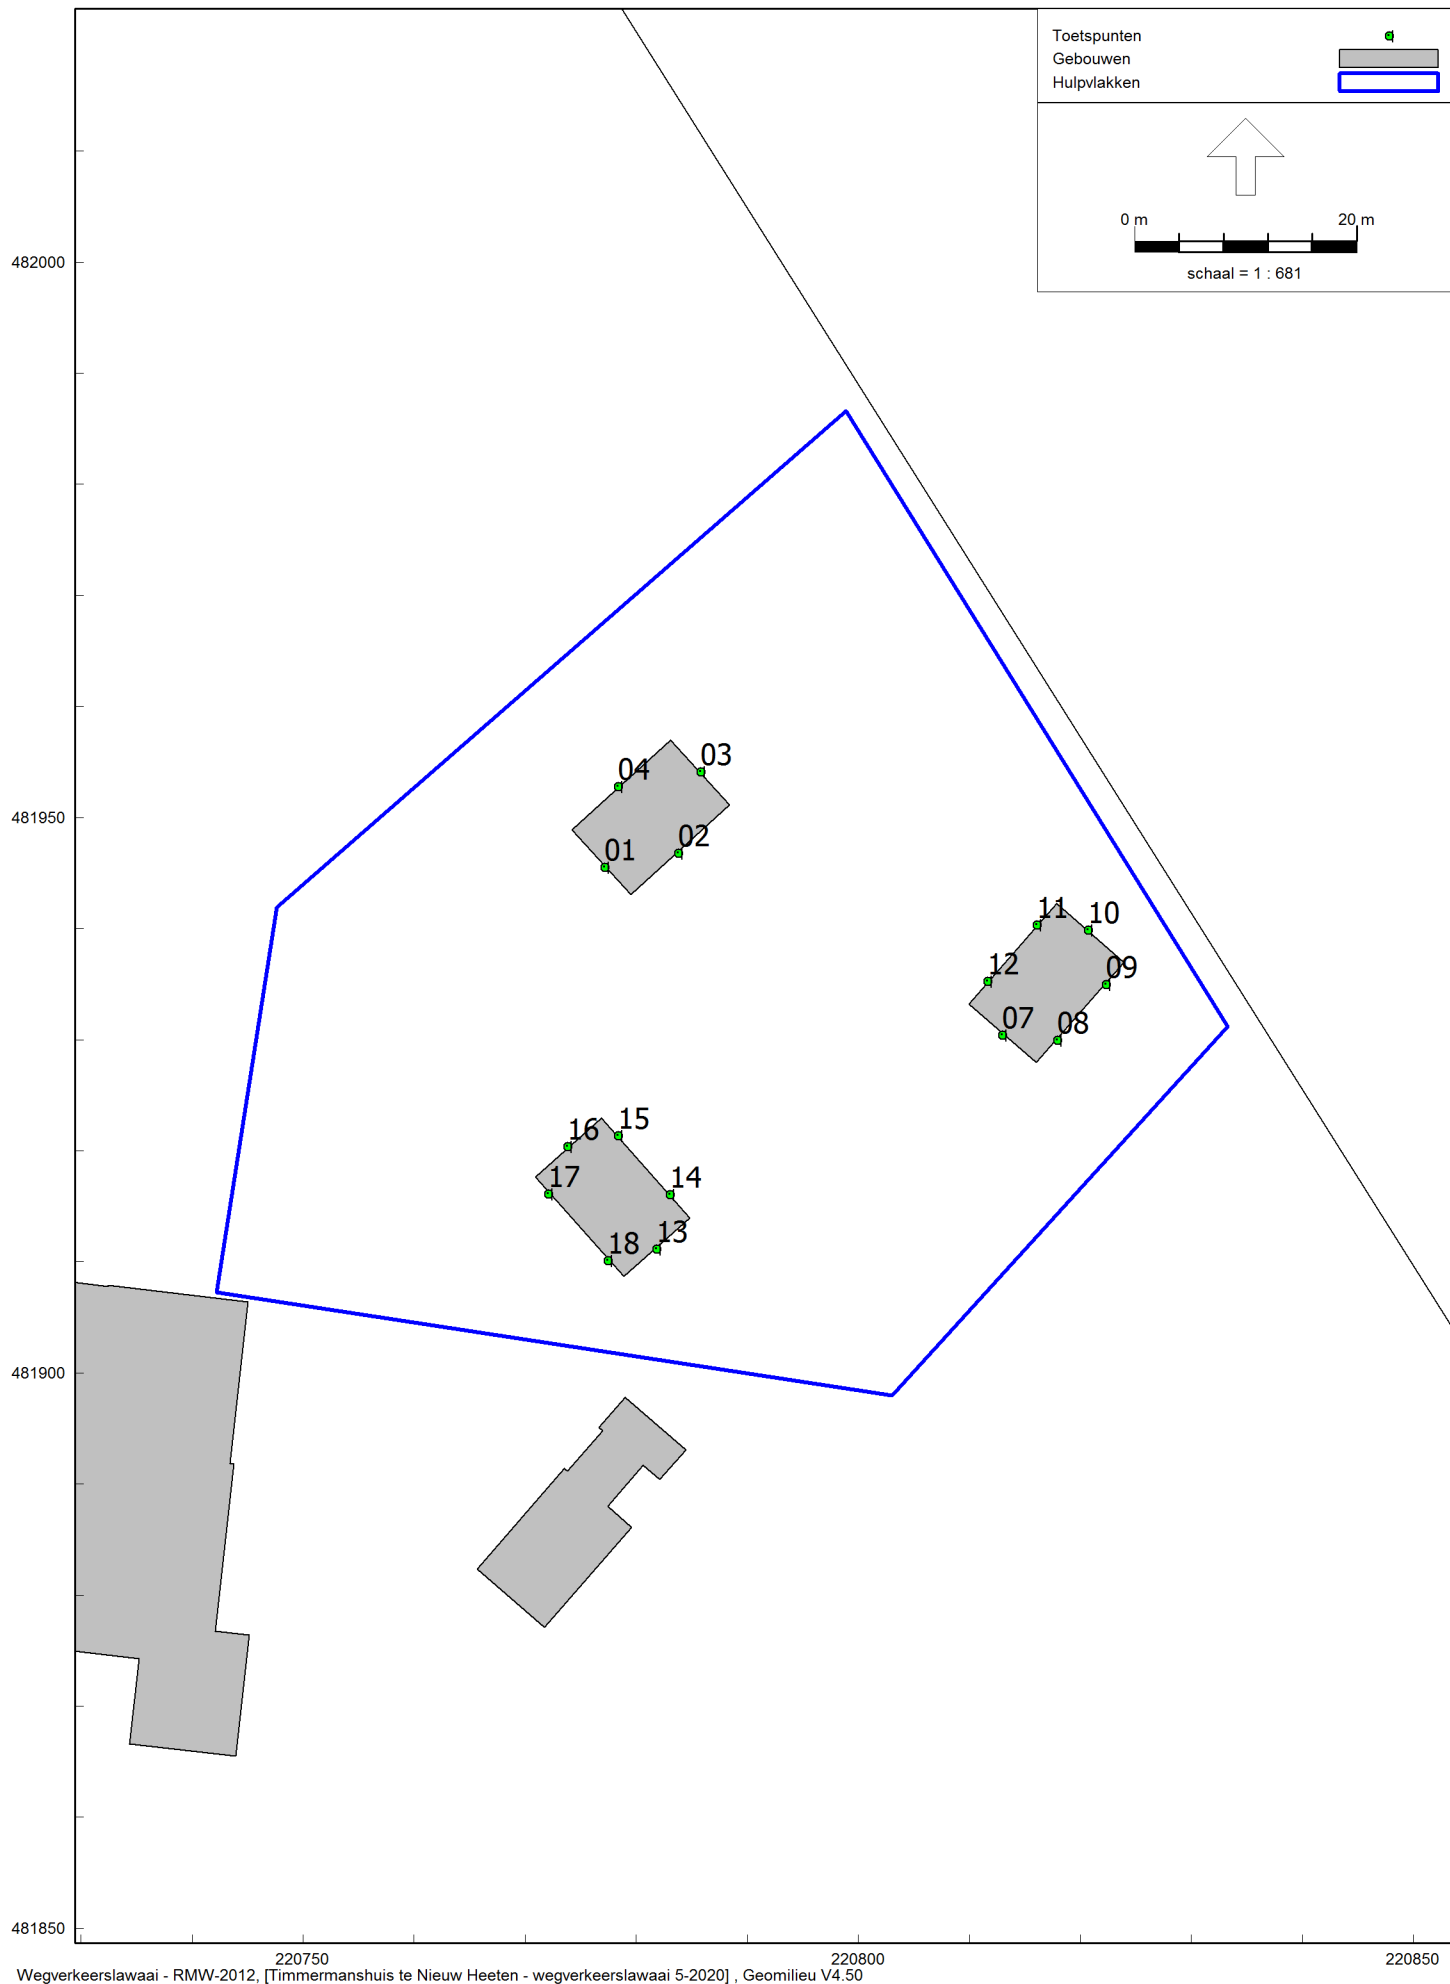 Toetspunten
Gebouwen
Hulpvlakken
0 m 20 m
schaal = 1 : 681
482000
03
04
481950
02
01
11
10
12
09
07
08
15
16
17
14
13
18
481900
481850
220750 220800 220850
Wegverkeerslawaai - RMW-2012, [Timmermanshuis te Nieuw Heeten - wegverkeerslawaai 5-2020] , Geomilieu V4.50